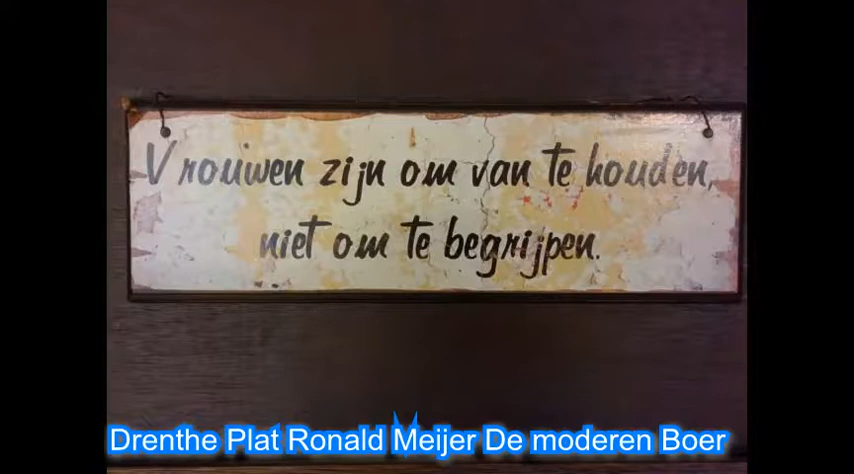 Vrouwen zijn om van te houden,
niet om te begrijpen.
Drenthe Plat Ronald Meijer De moderen Boer